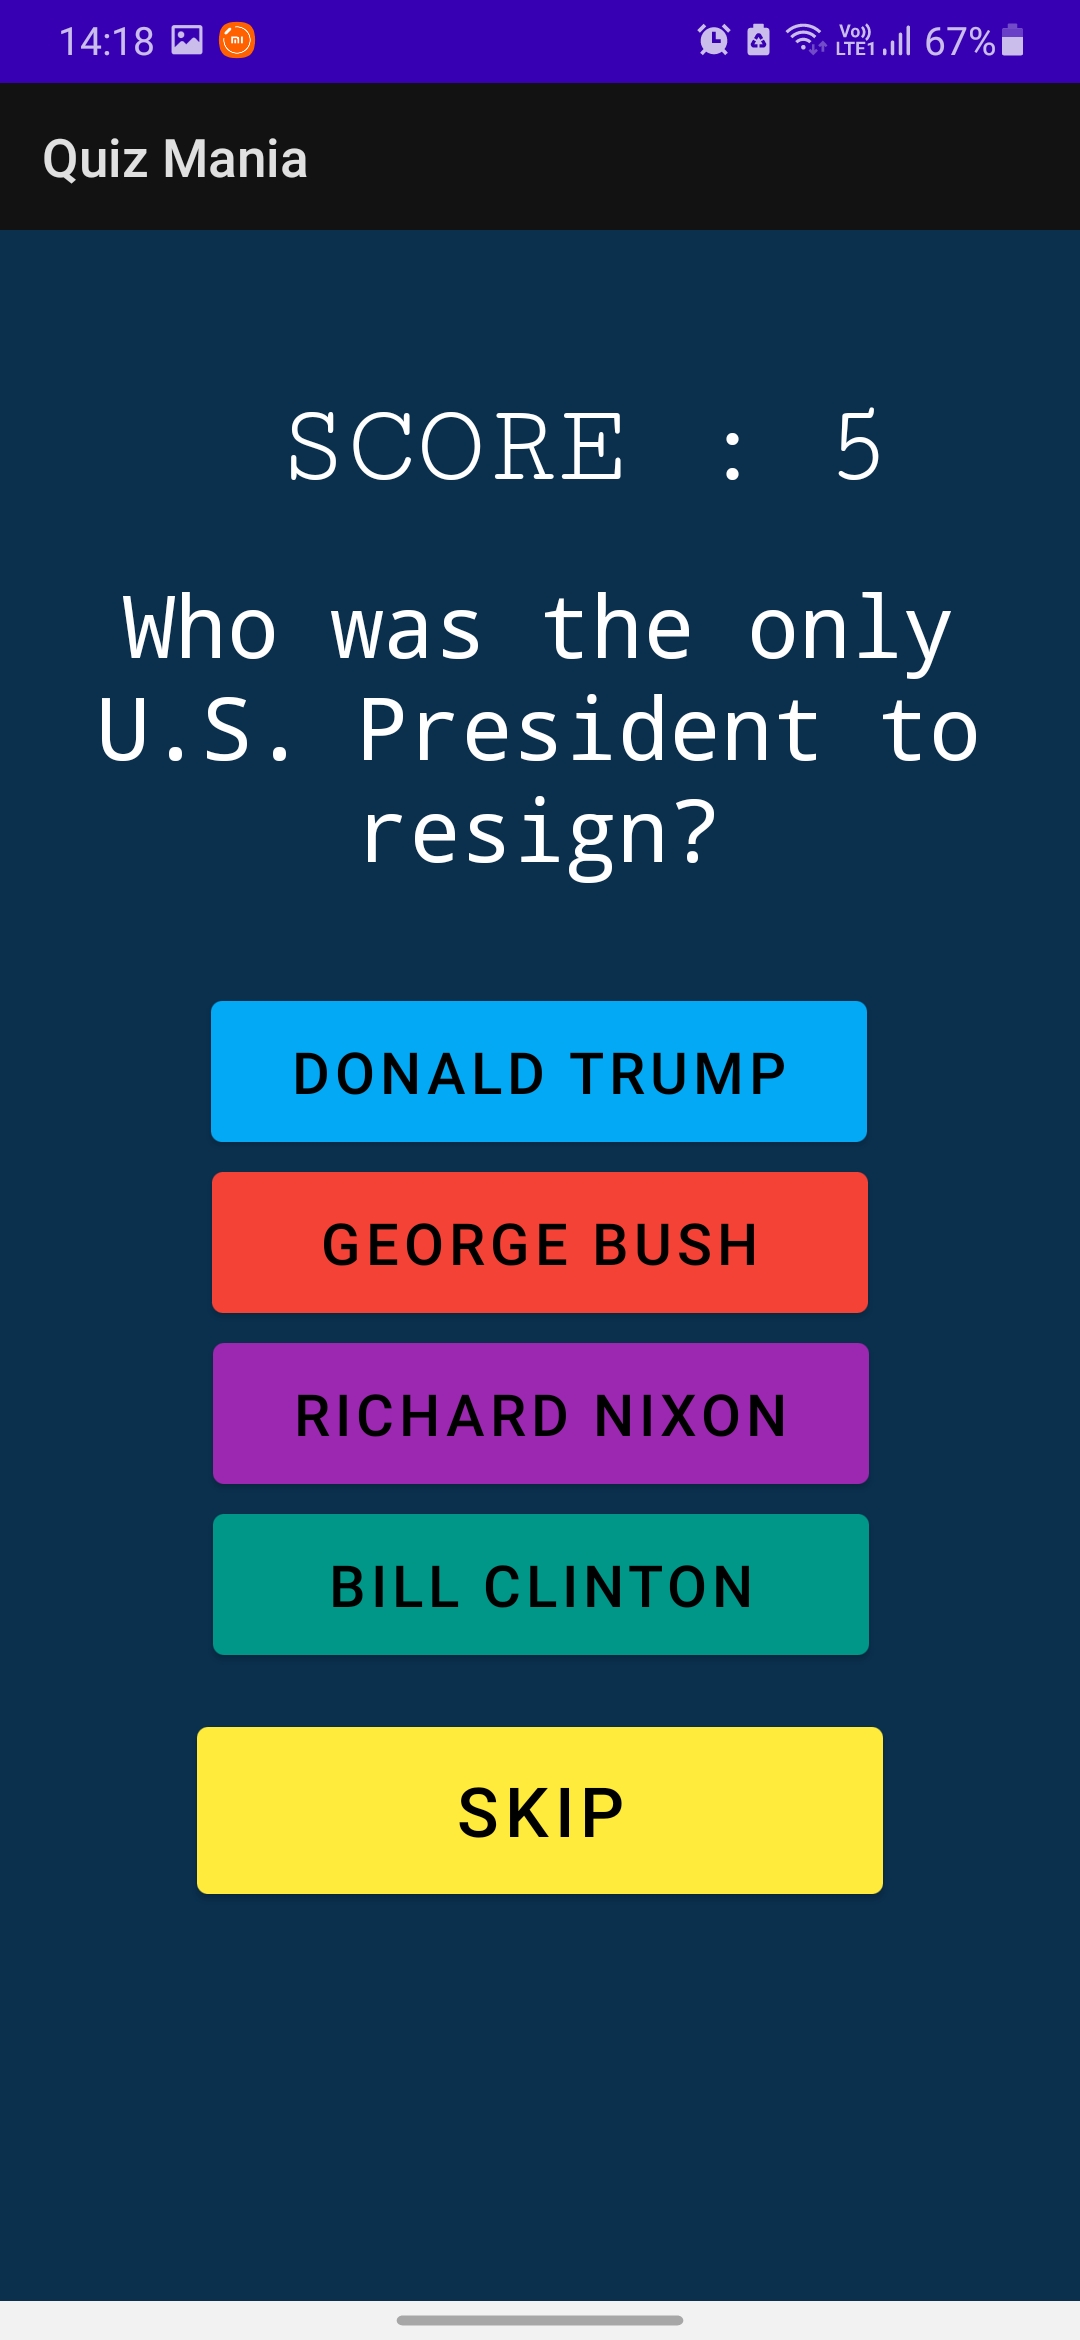 14:18
Vo)) LTE1 67%
Quiz Mania
SCORE : 5
Who was the only
U.S. President to
resign?
DONALD TRUMP
GEORGE BUSH
RICHARD NIXON
BILL CLINTON
SKIP